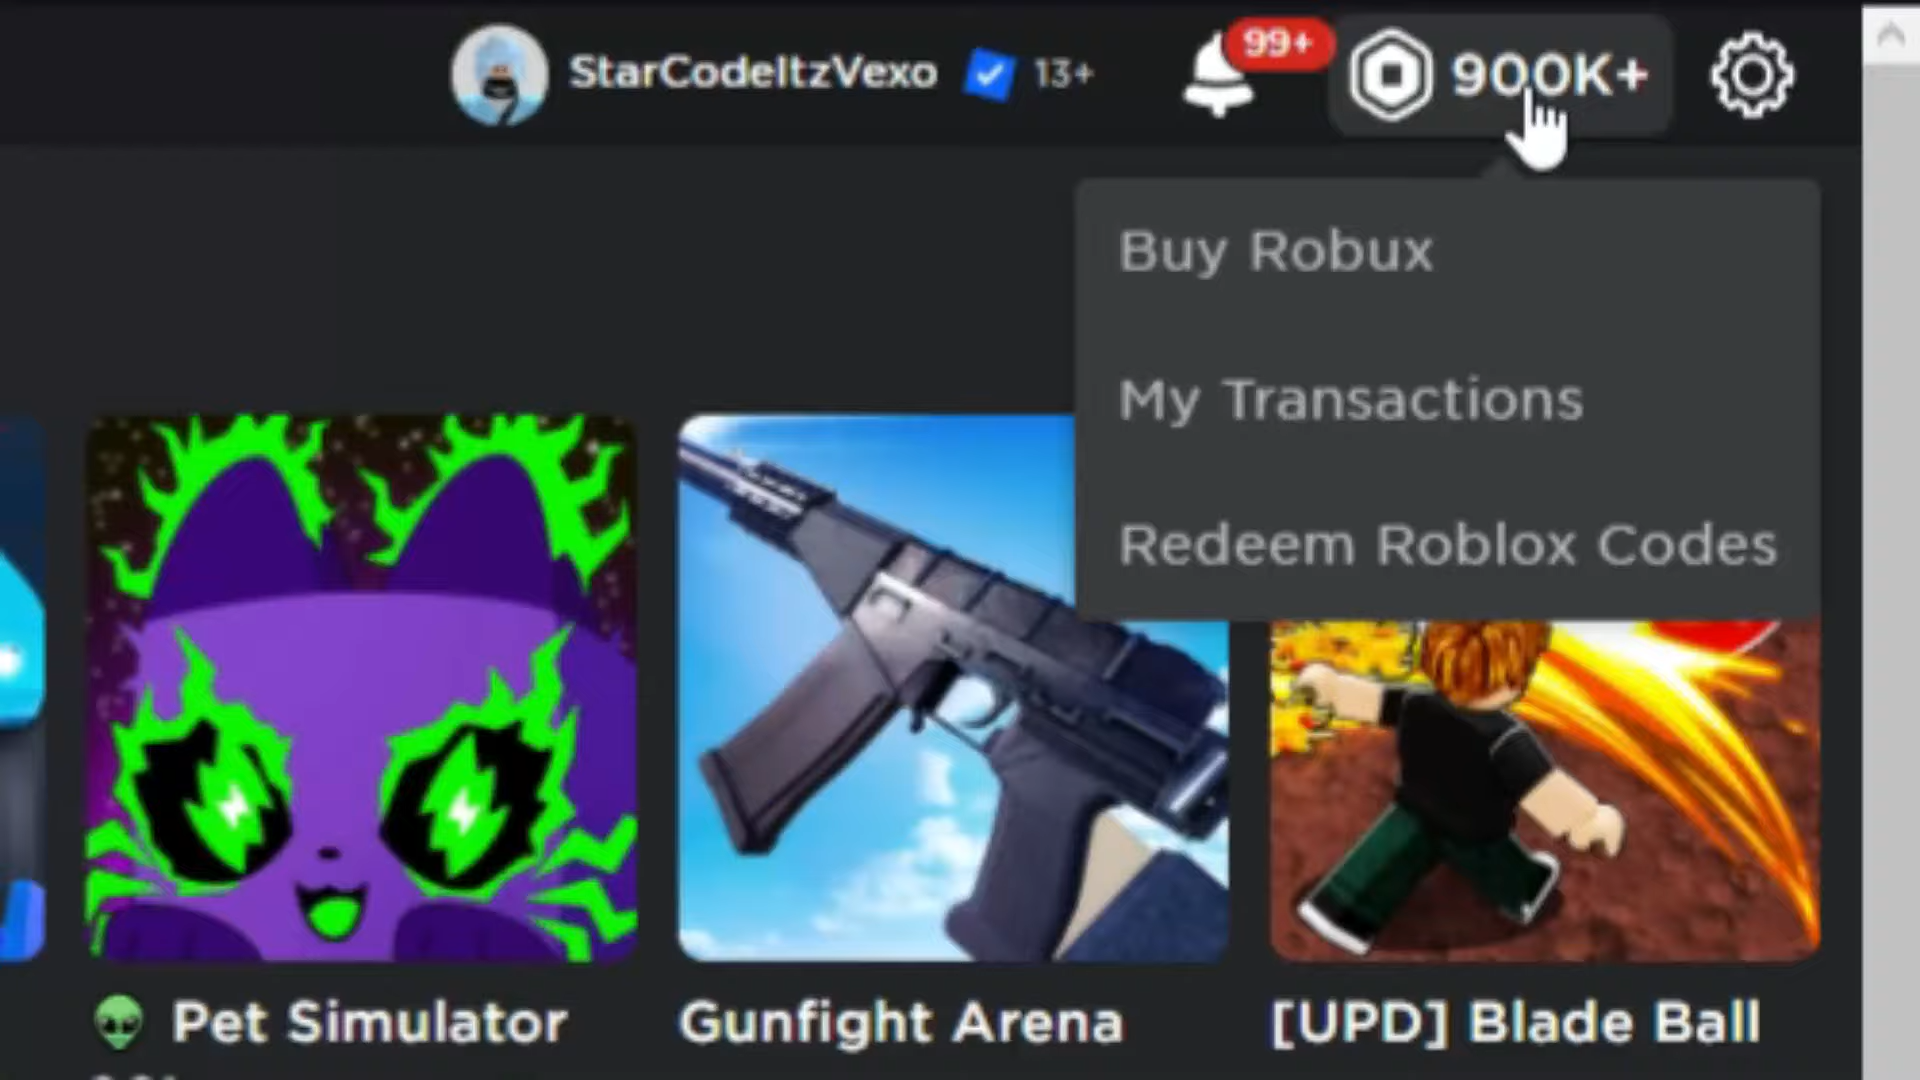 StarCodeItzVexo 13+ 99+ 900K+
Buy Robux
My Transactions
Redeem Roblox Codes
Pet Simulator
Gunfight Arena
[UPD] Blade Ball